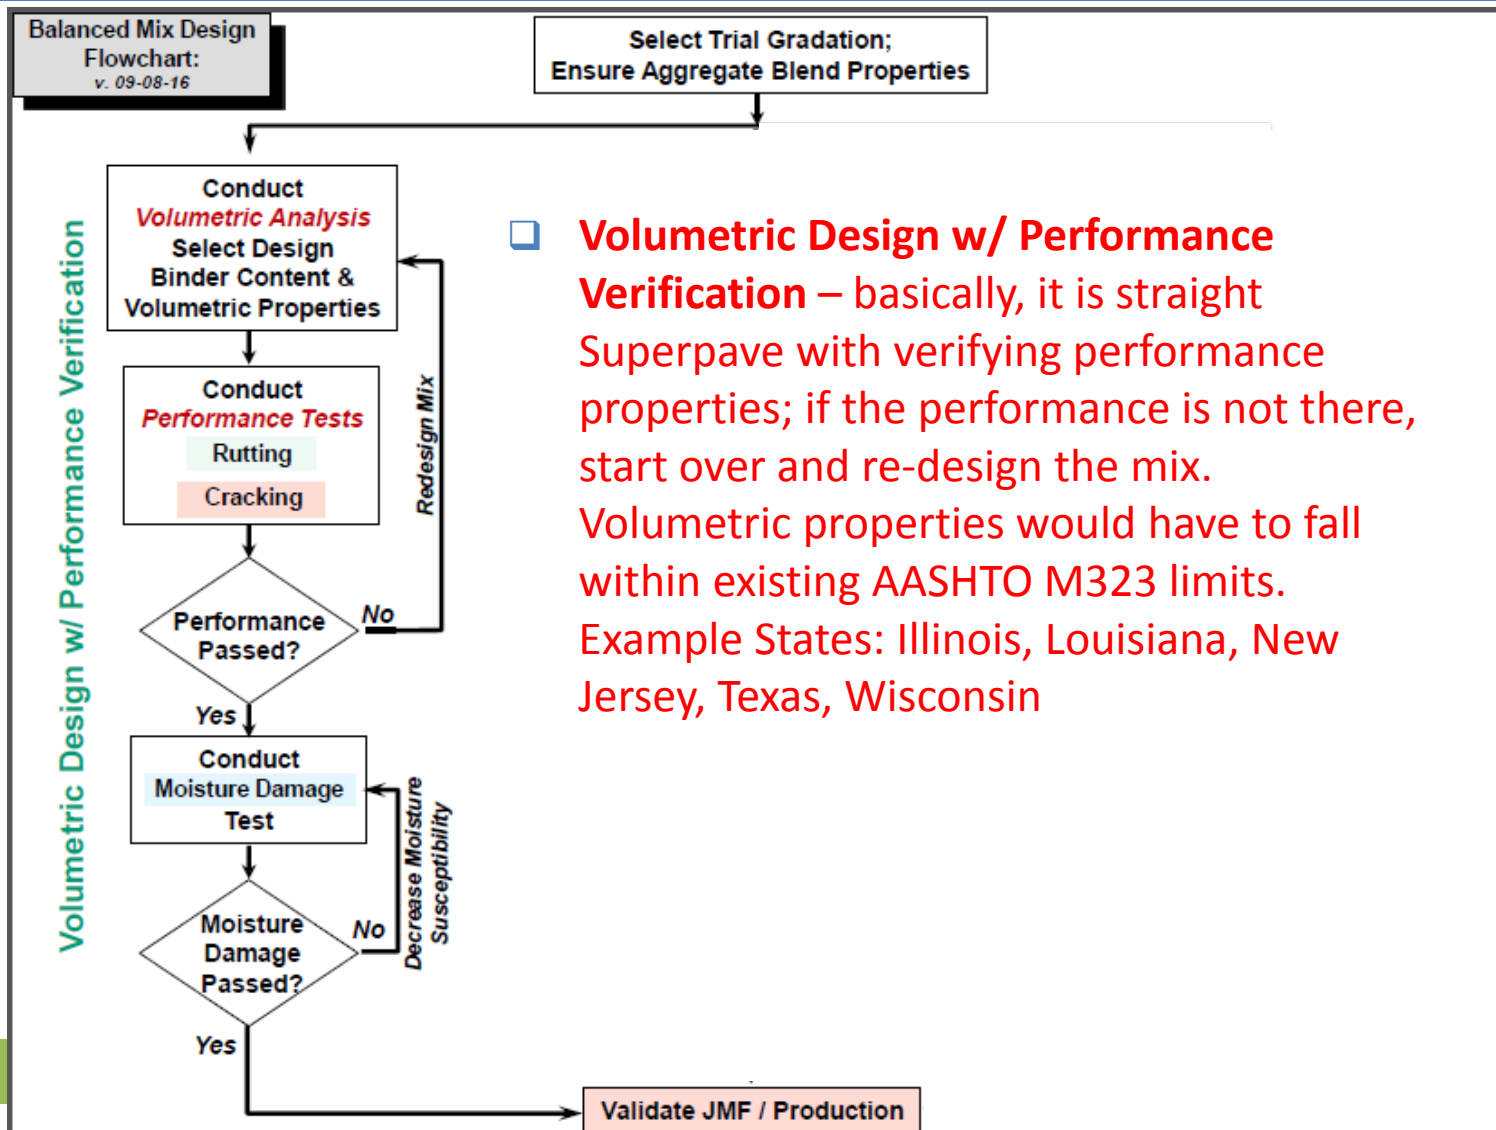 Balanced Mix Design
Flowchart:
v. 09-08-16
Select Trial Gradation;
Ensure Aggregate Blend Properties
Volumetric Design w/ Performance Verification
Conduct
Volumetric Analysis
Select Design
Binder Content &
Volumetric Properties
Conduct
Performance Tests
Rutting
Cracking
Redesign Mix
Performance
Passed?
No
Yes
Conduct
Moisture Damage
Test
Decrease Moisture
Susceptibility
Moisture
Damage
Passed?
No
Yes
Validate JMF / Production
❑ Volumetric Design w/ Performance
Verification – basically, it is straight
Superpave with verifying performance
properties; if the performance is not there,
start over and re-design the mix.
Volumetric properties would have to fall
within existing AASHTO M323 limits.
Example States: Illinois, Louisiana, New
Jersey, Texas, Wisconsin